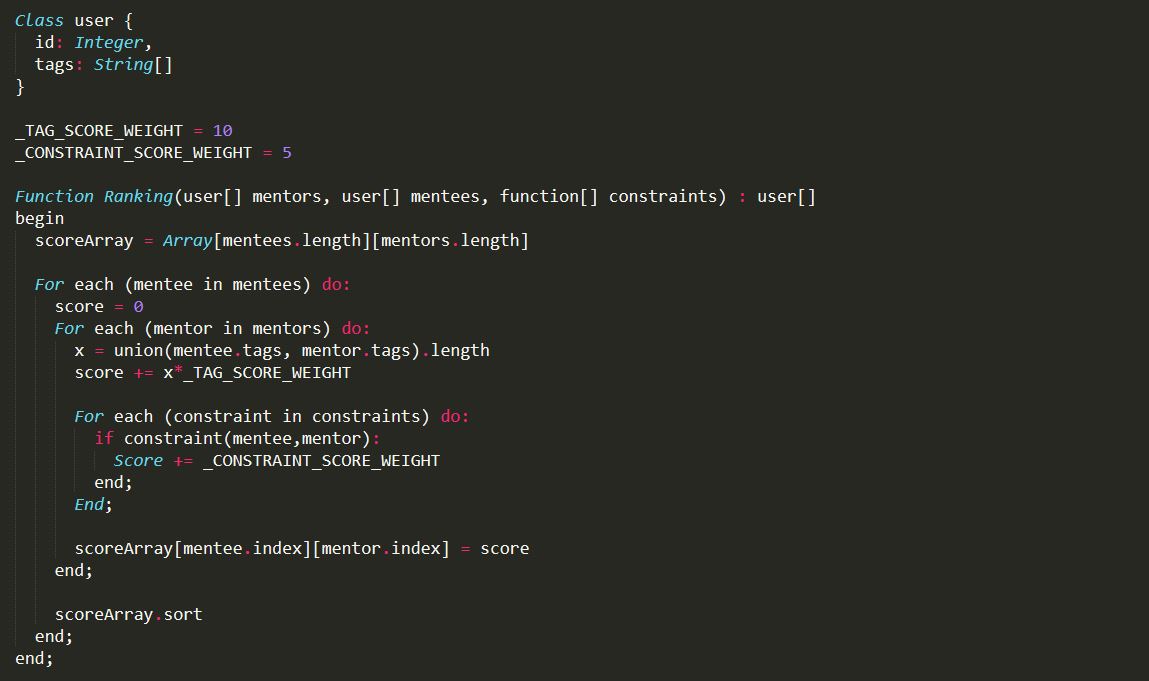 Class user {
  id: Integer,
  tags: String[]
}

_TAG_SCORE_WEIGHT = 10
_CONSTRAINT_SCORE_WEIGHT = 5

Function Ranking(user[] mentors, user[] mentees, function[] constraints) : user[]
begin
  scoreArray = Array[mentees.length][mentors.length]

  For each (mentee in mentees) do:
    score = 0
    For each (mentor in mentors) do:
      x = union(mentee.tags, mentor.tags).length
      score += x*_TAG_SCORE_WEIGHT

      For each (constraint in constraints) do:
        if constraint(mentee,mentor):
          Score += _CONSTRAINT_SCORE_WEIGHT
        end;
      End;

      scoreArray[mentee.index][mentor.index] = score
    end;

    scoreArray.sort
  end;
end;